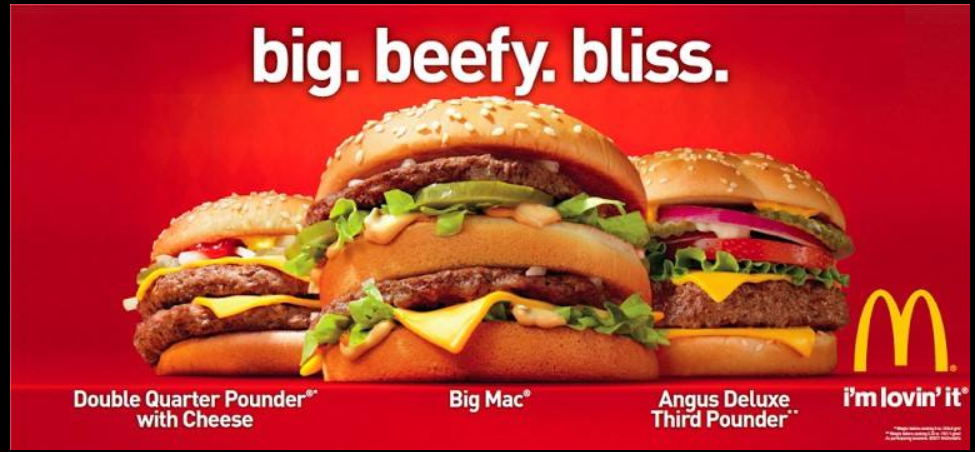 big. beefy. bliss.
Double Quarter Pounder®*
with Cheese
Big Mac®
Angus Deluxe
Third Pounder**
i'm lovin' it®